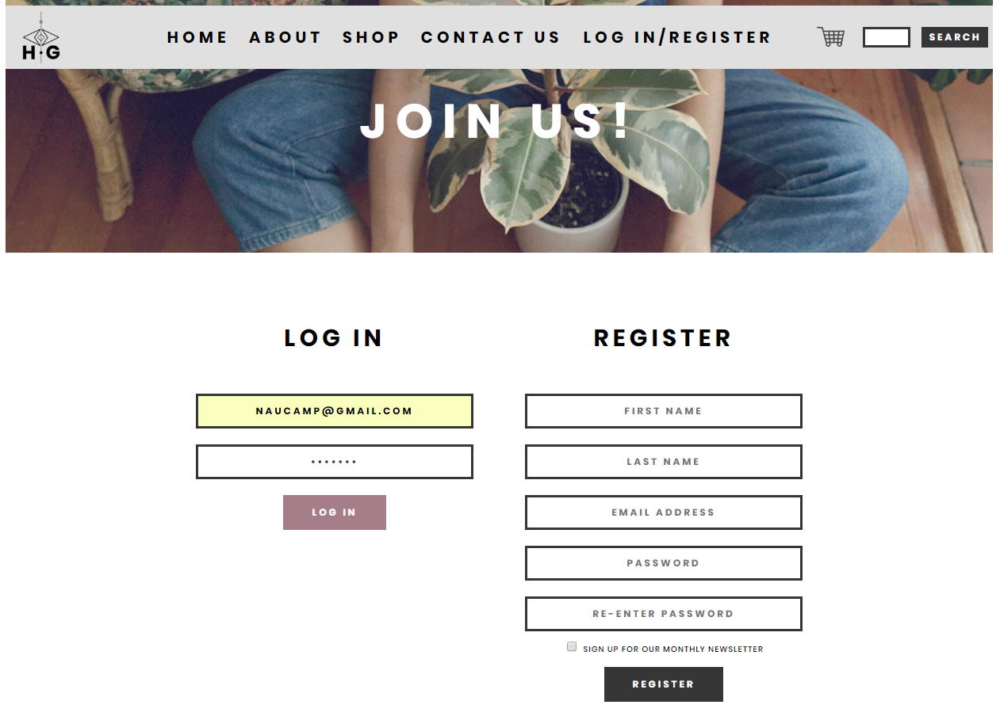 H·G
HOME ABOUT SHOP CONTACT US LOG IN/REGISTER SEARCH
JOIN US!
LOG IN
NAUCAMP@GMAIL.COM
•••••••
LOG IN
REGISTER
FIRST NAME
LAST NAME
EMAIL ADDRESS
PASSWORD
RE-ENTER PASSWORD
SIGN UP FOR OUR MONTHLY NEWSLETTER
REGISTER